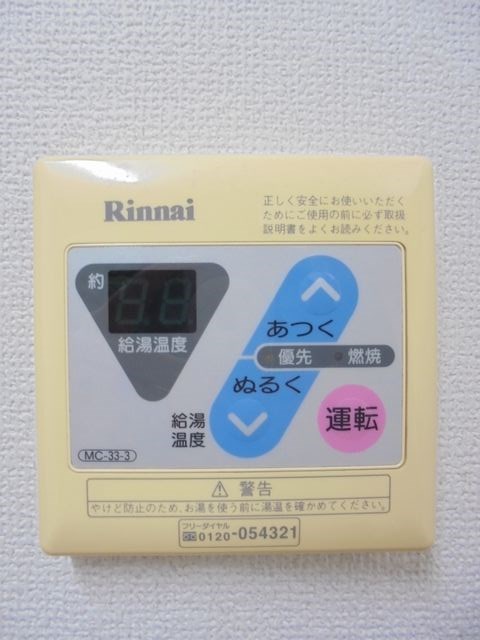 Rinnai
正しく安全にお使いいただく
ためにご使用の前に必ず取扱
説明書をよくお読みください。
約
88
給湯温度
あつく
優先 燃焼
ぬるく
給湯
温度
運転
MC-33-3
⚠ 警告
やけど防止のため、お湯を使う前に湯温を確かめてください。
フリーダイヤル
0120-054321